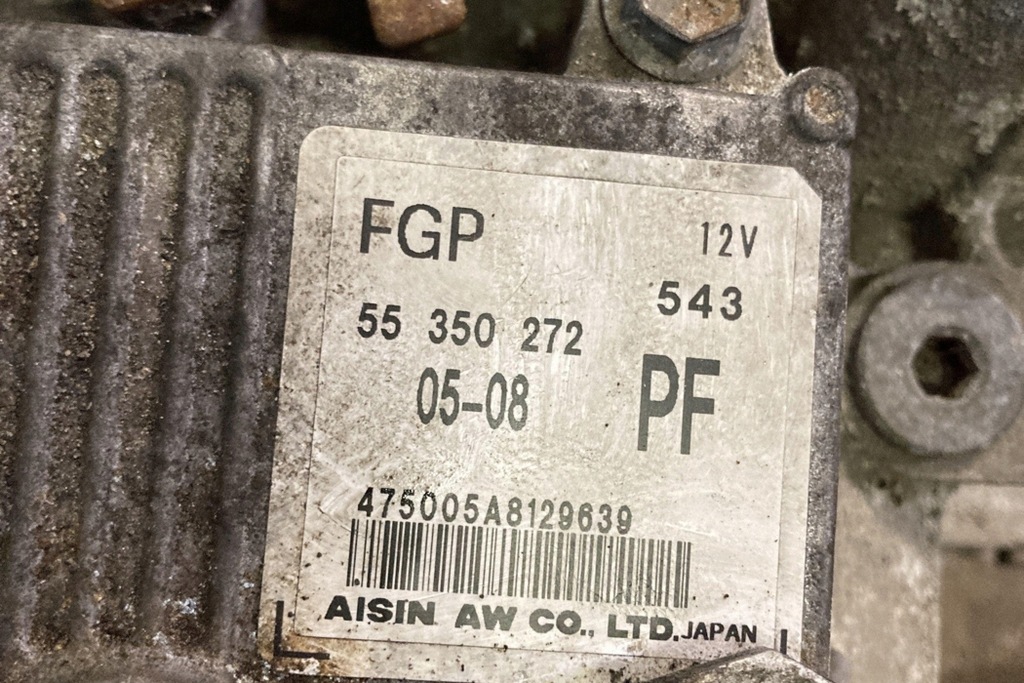 FGP 12V
543
55 350 272
05-08 PF
475005A8129639
AISIN AW CO., LTD. JAPAN